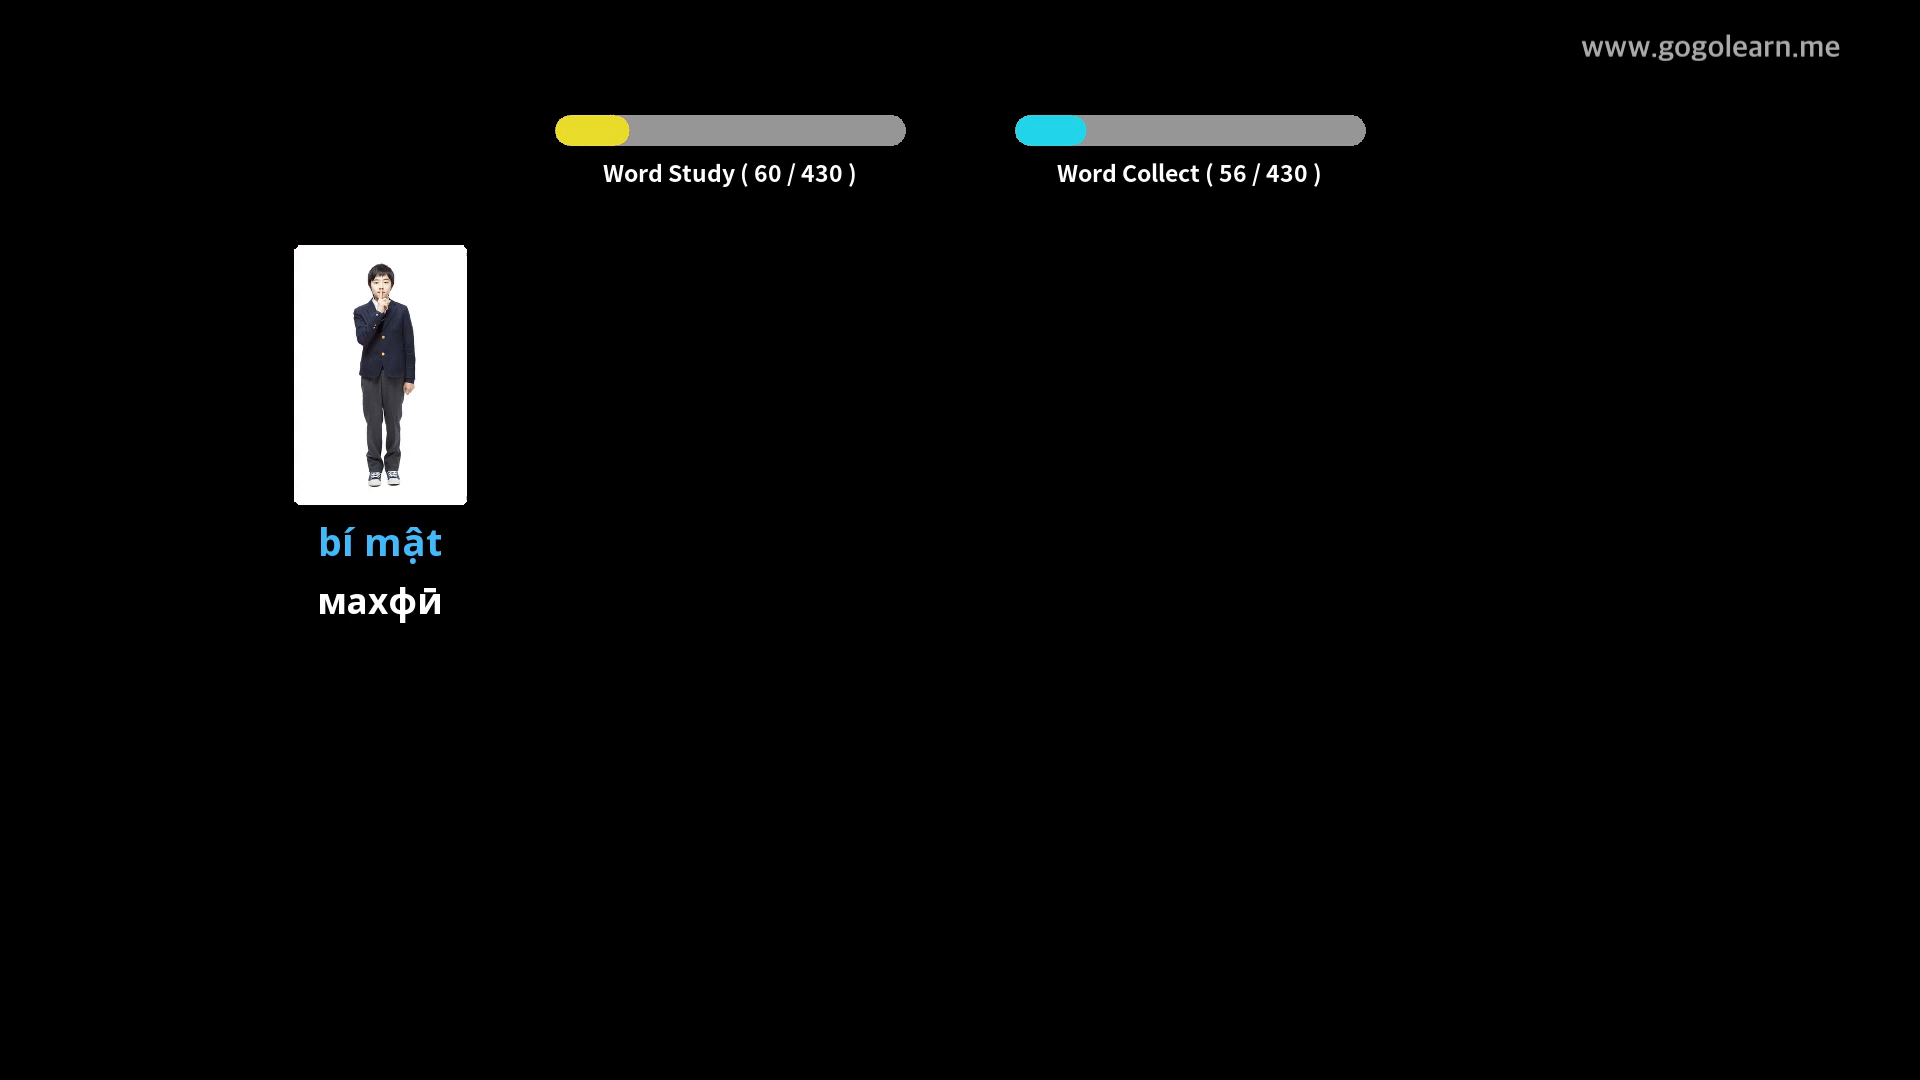 www.gogolearn.me
Word Study ( 60 / 430 )
Word Collect ( 56 / 430 )
bí mật
махфӣ